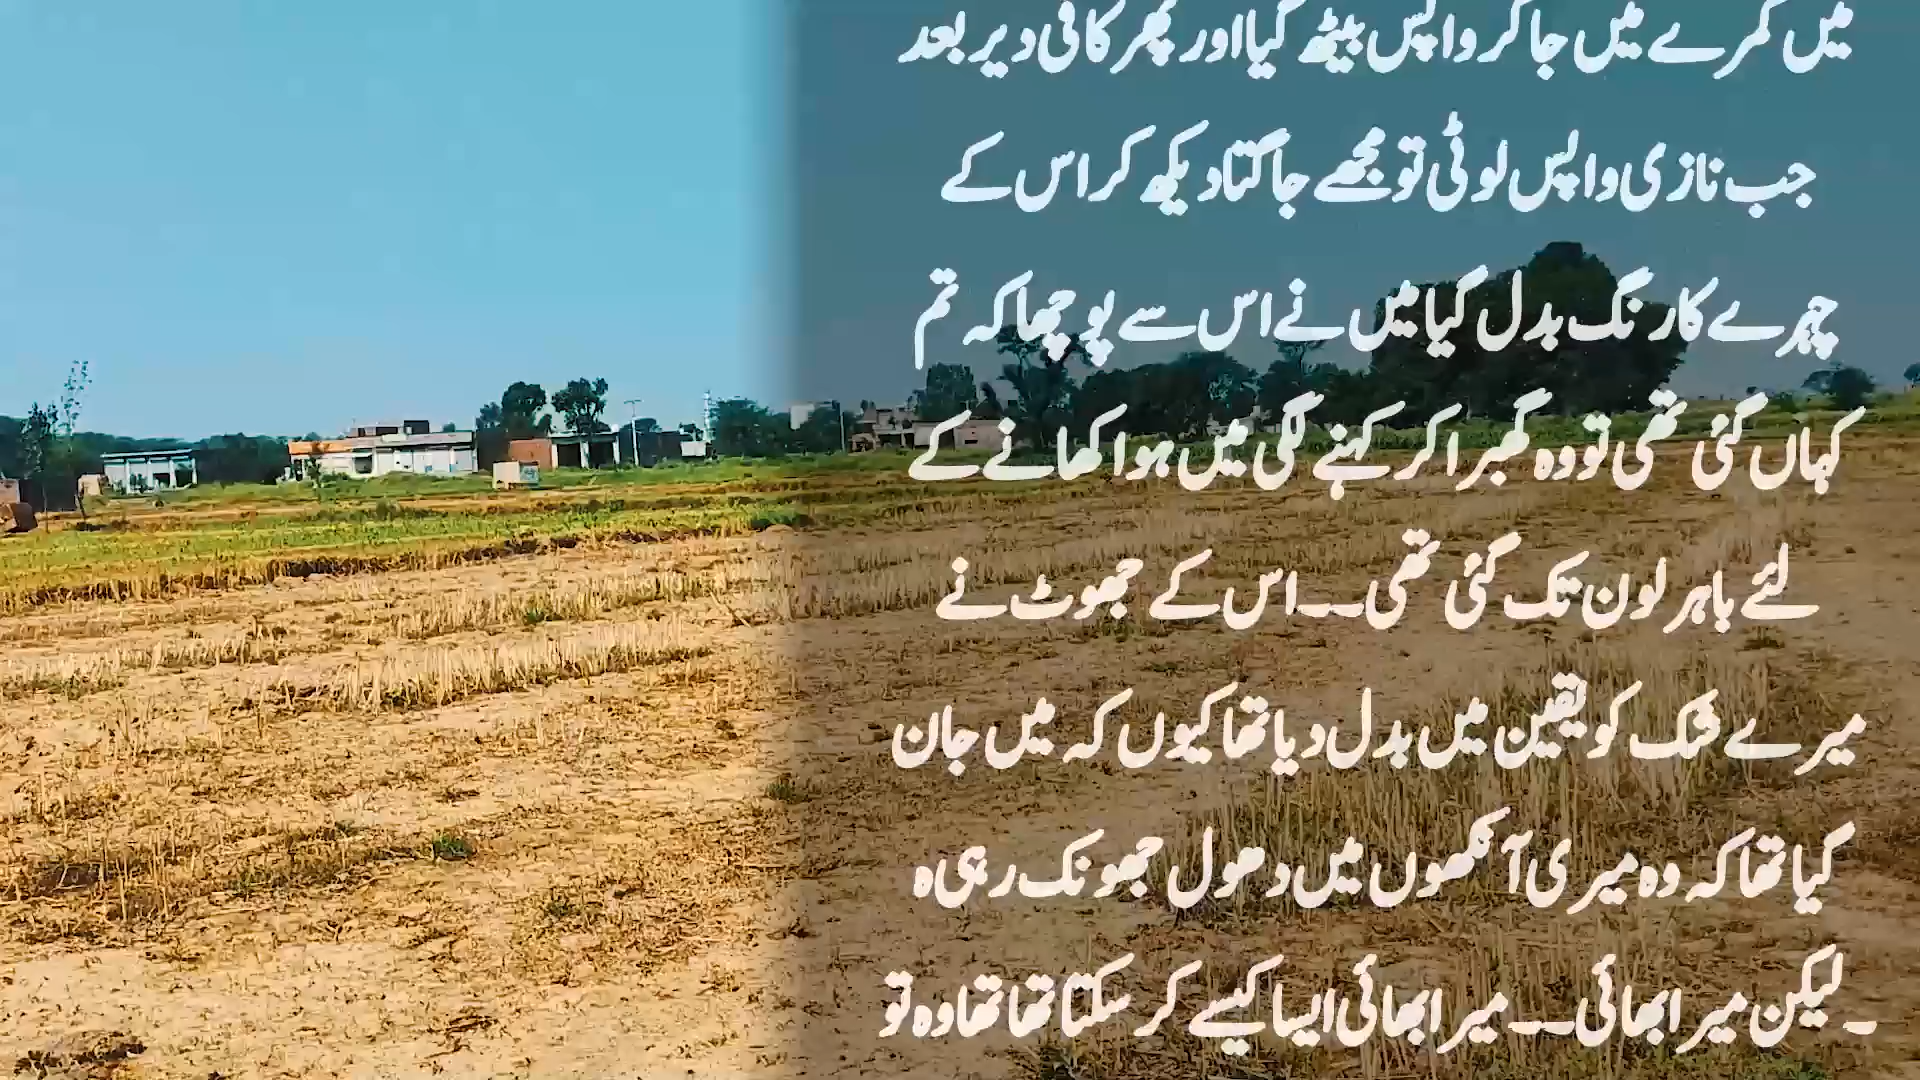 میں کمرے میں جا کر واپس بیٹھ گیا اور پھر کافی دیر بعد
جب نازی واپس لوٹی تو مجھے جاگتا دیکھ کر اس کے
چہرے کا رنگ بدل گیا میں نے اس سے پوچھا کہ تم
کہاں گئی تھی تو وہ گھبرا کر کہنے لگی میں ہوا کھانے کے
لئے باہر لون تک گئی تھی۔۔۔اس کے جھوٹ نے
میرے شک کو یقین میں بدل دیا تھا کیوں کہ میں جان
گیا تھا کہ وہ میری آنکھوں میں دھول جھونک رہی ہ
۔لیکن میرا بھائی۔۔۔میرا بھائی ایسا کیسے کر سکتا تھا تھا وہ تو